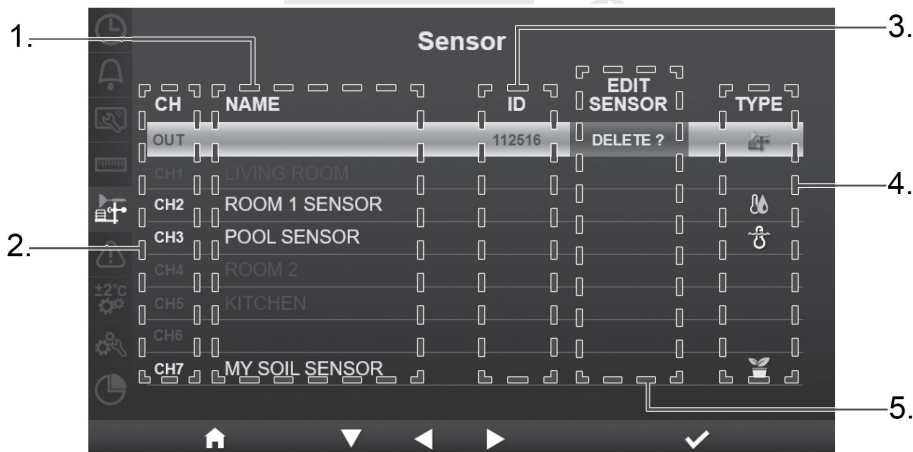 1.
Sensor
3.
CH NAME ID EDIT SENSOR TYPE
OUT 112516 DELETE ?
CH1 LIVING ROOM
4.
CH2 ROOM 1 SENSOR
CH3 POOL SENSOR
2.
CH4 ROOM 2
±2°C
CH5 KITCHEN
CH6
CH7 MY SOIL SENSOR
5.